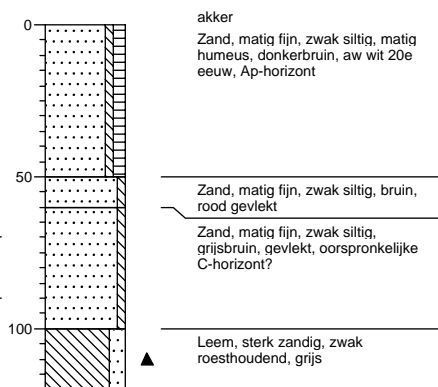 0
akker
Zand, matig fijn, zwak siltig, matig
humeus, donkerbruin, aw wit 20e
eeuw, Ap-horizont
50
Zand, matig fijn, zwak siltig, bruin,
rood gevlekt
Zand, matig fijn, zwak siltig,
grijsbruin, gevlekt, oorspronkelijke
C-horizont?
100
Leem, sterk zandig, zwak
roesthoudend, grijs